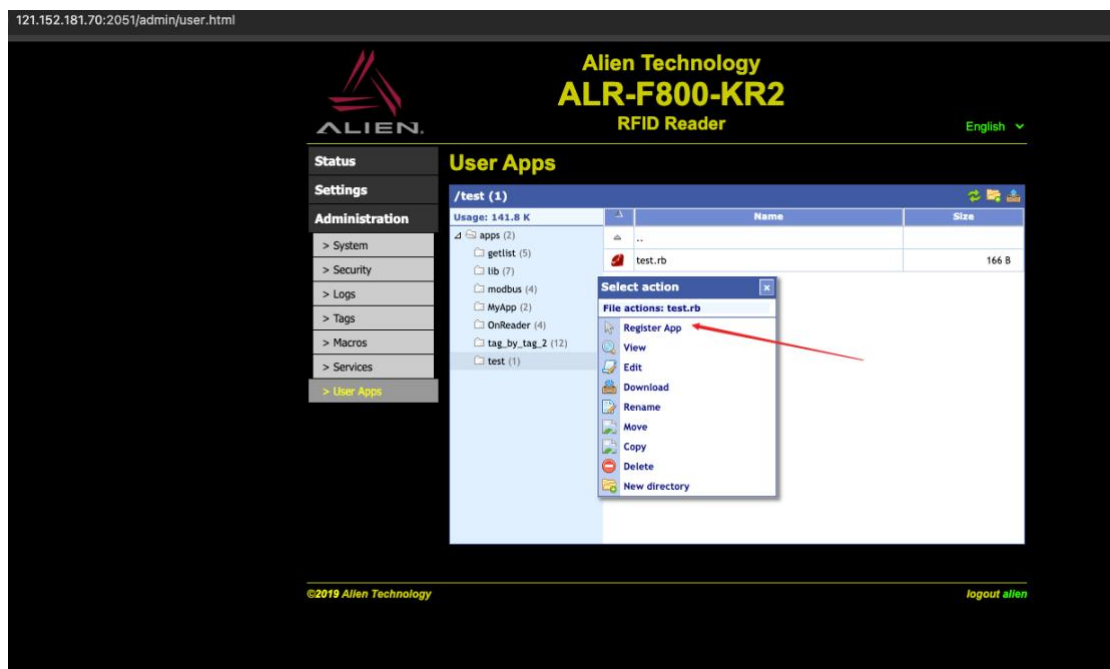 121.152.181.70:2051/admin/user.html
ALIEN.
Alien Technology
ALR-F800-KR2
RFID Reader
English
Status
Settings
Administration
> System
> Security
> Logs
> Tags
> Macros
> Services
> User Apps
User Apps
/test (1)
Usage: 141.8 K
Name
Size
apps (2)
getlist (5)
lib (7)
modbus (4)
MyApp (2)
OnReader (4)
tag_by_tag_2 (12)
test (1)
..
test.rb 166 B
Select action
File actions: test.rb
Register App
View
Edit
Download
Rename
Move
Copy
Delete
New directory
©2019 Alien Technology
logout alien